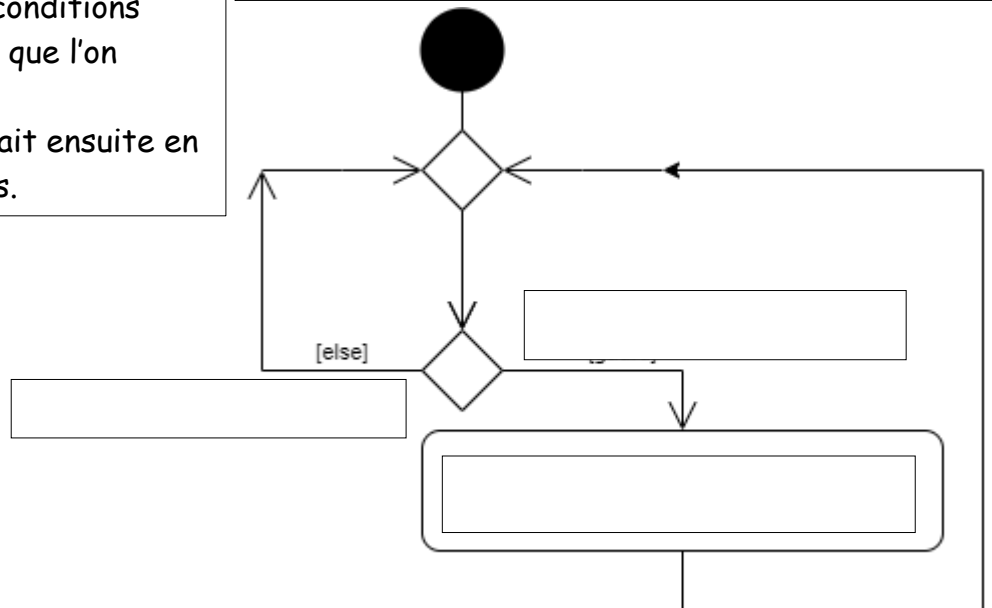 conditions
que l'on
ait ensuite en
s.
[else]